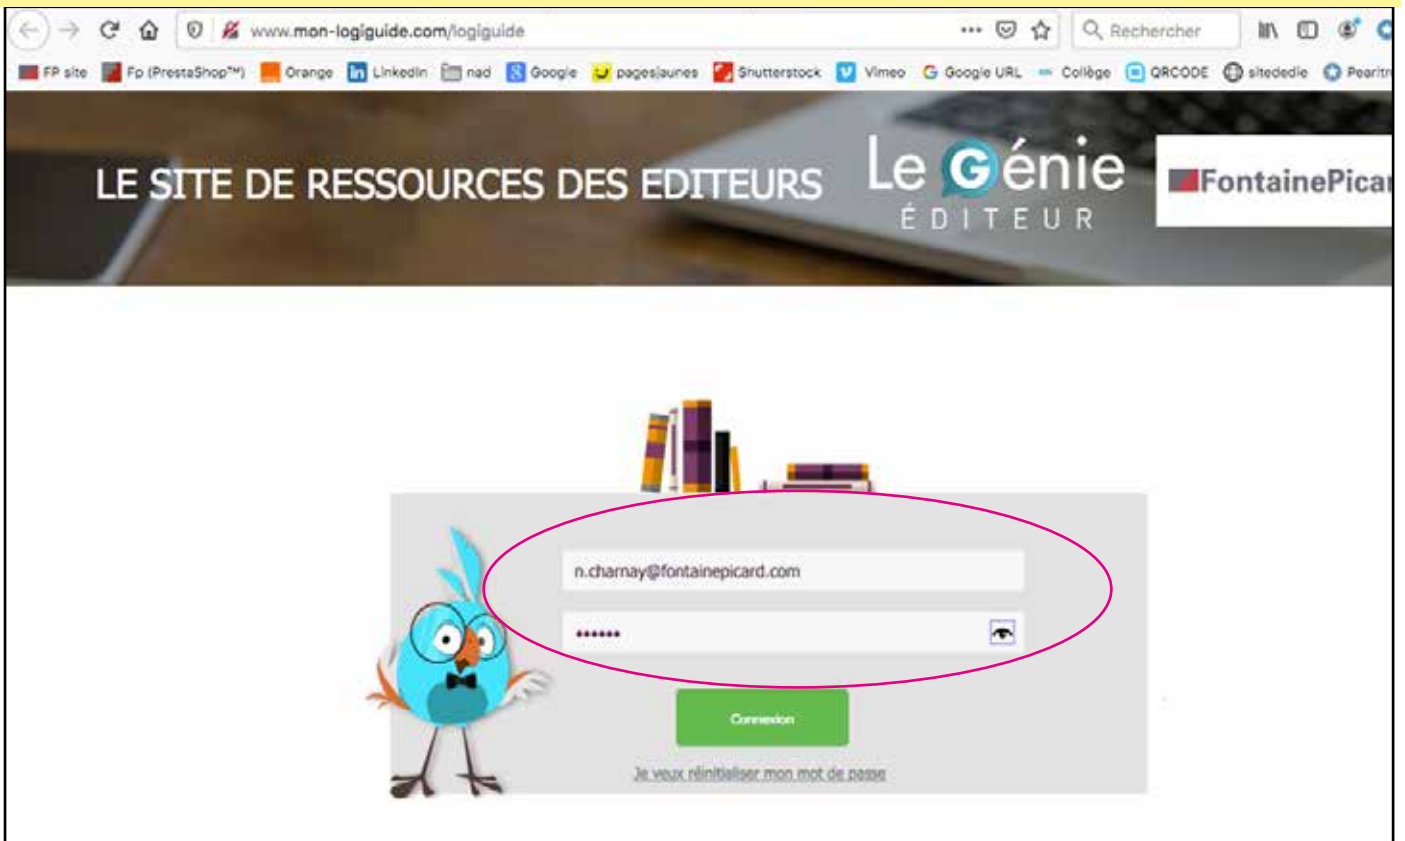 www.mon-logiguide.com/logiguide
Rechercher
FP site Fp (PrestaShop™) Orange LinkedIn nad Google pagesjaunes Shutterstock Vimeo Google URL Collège QRCODE sitededie Pearltr
LE SITE DE RESSOURCES DES EDITEURS
Le Génie
ÉDITEUR
FontainePicar
n.charnay@fontainepicard.com
••••••
Connexion
Je veux réinitialiser mon mot de passe